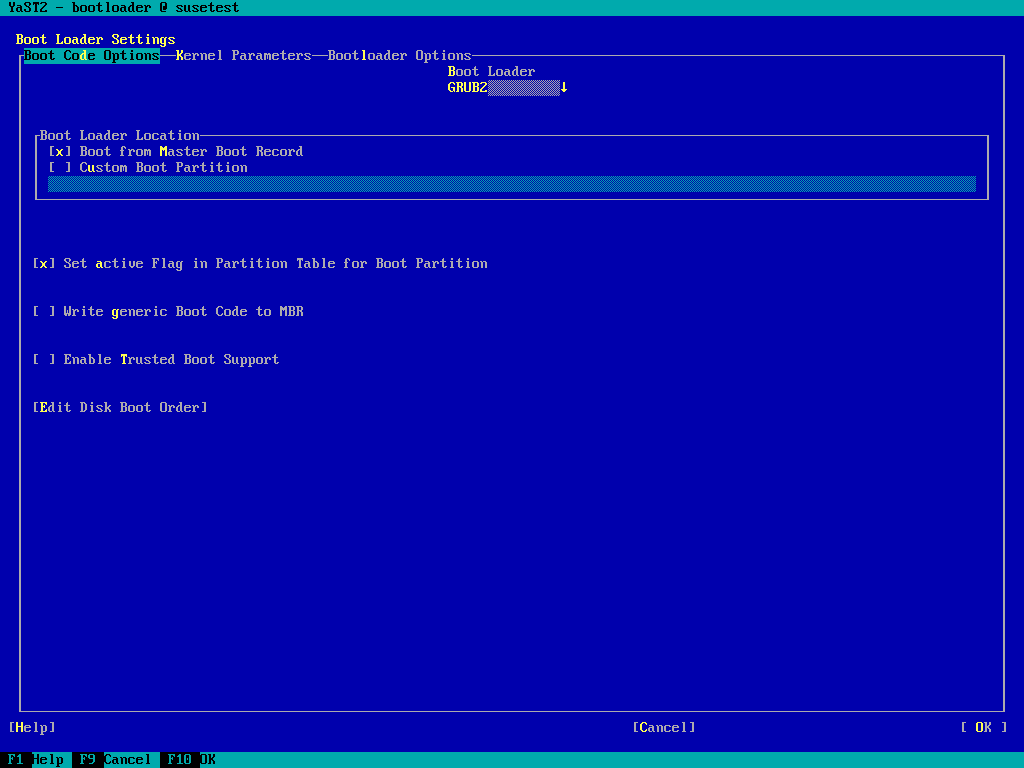 YaST2 - bootloader @ susetest
Boot Loader Settings
Boot Code Options Kernel Parameters Bootloader Options
Boot Loader
GRUB2 ↓
Boot Loader Location
[x] Boot from Master Boot Record
[ ] Custom Boot Partition
[x] Set active Flag in Partition Table for Boot Partition
[ ] Write generic Boot Code to MBR
[ ] Enable Trusted Boot Support
[Edit Disk Boot Order]
[Help] [Cancel] [ OK ]
F1 Help F9 Cancel F10 OK